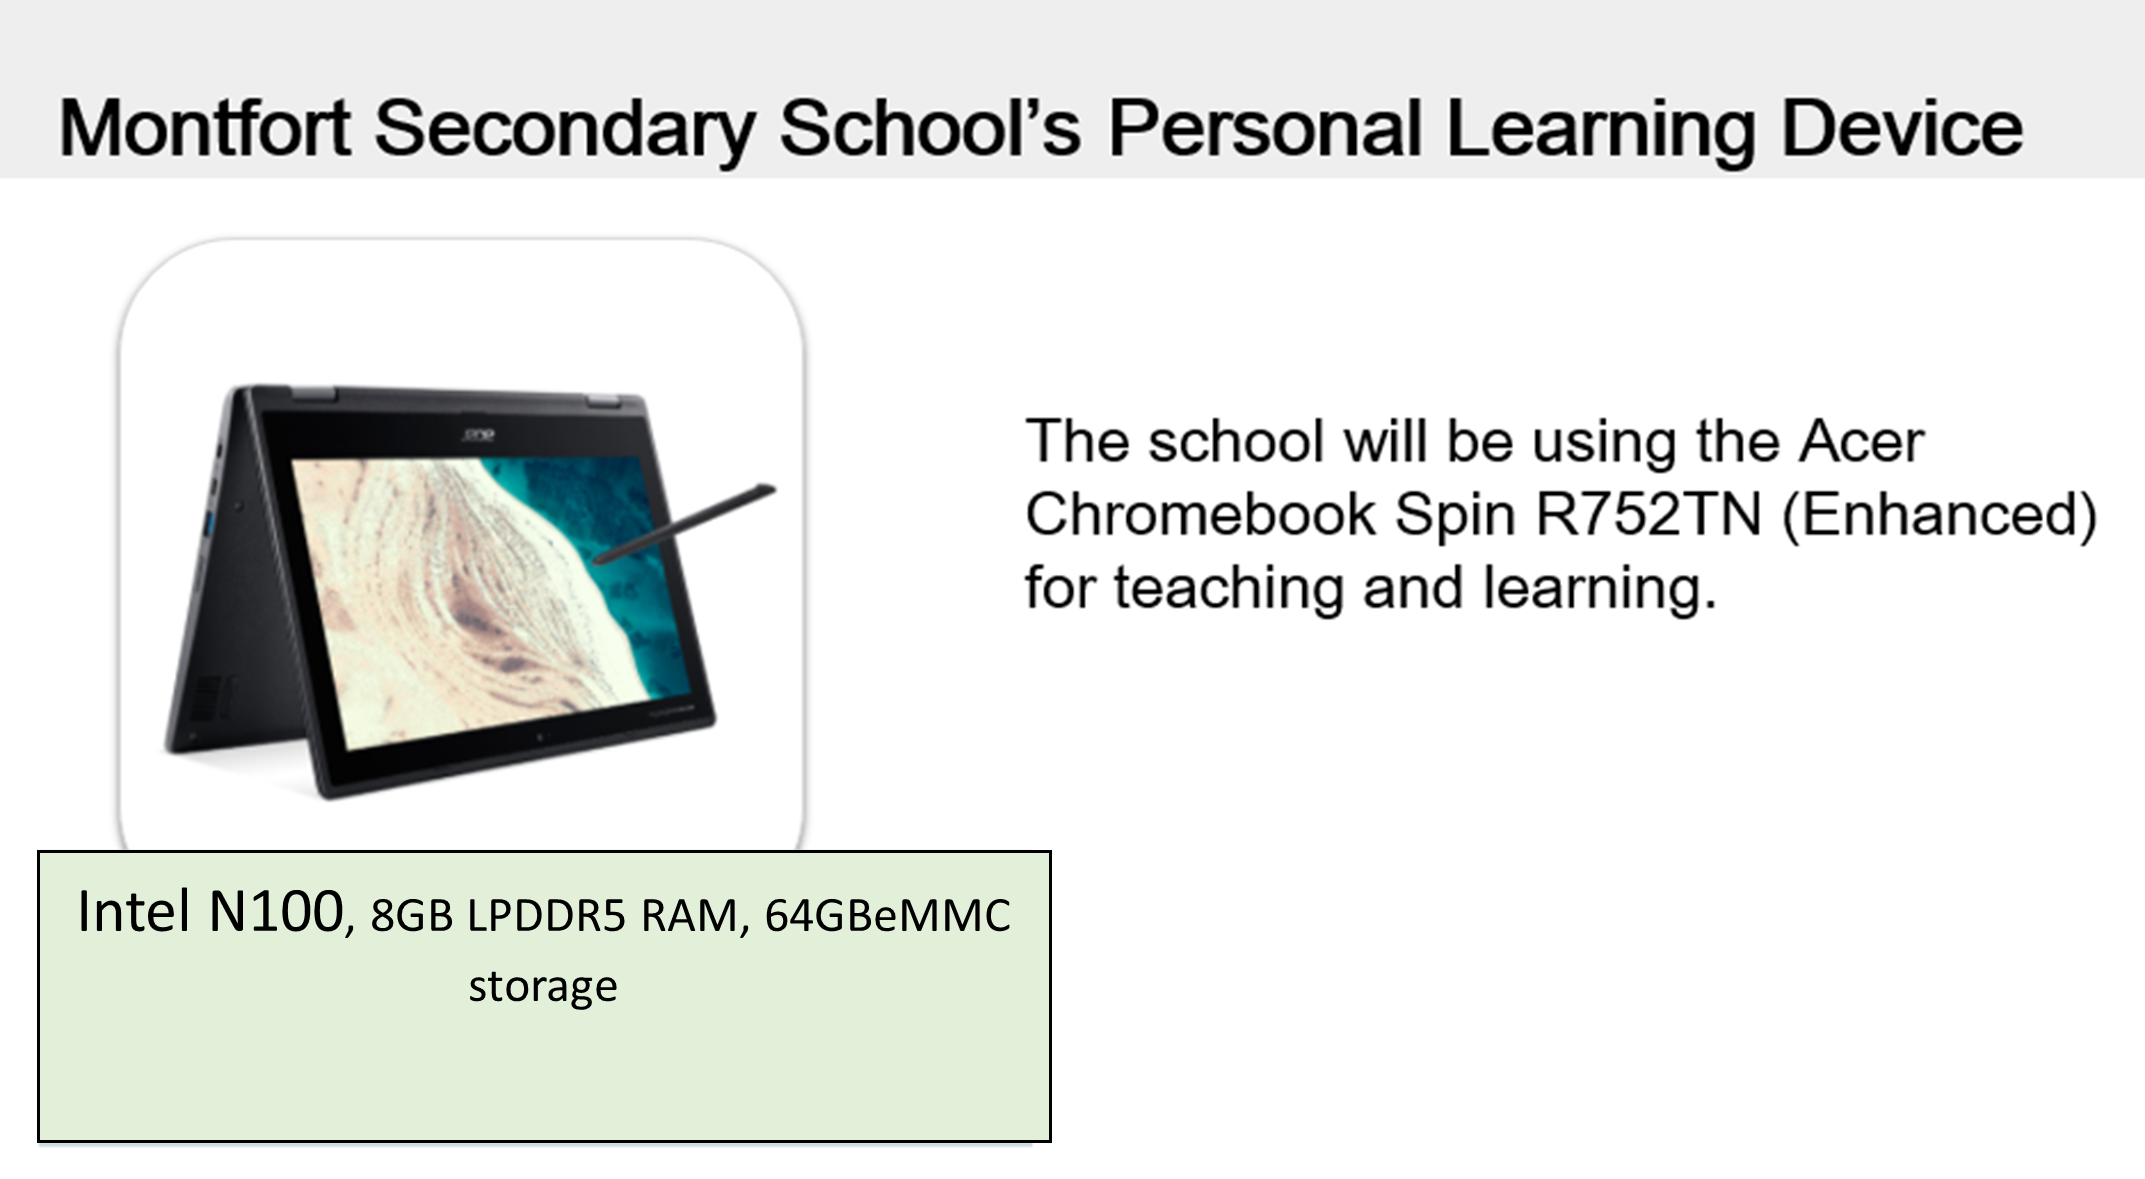 Montfort Secondary School’s Personal Learning Device
acer
The school will be using the Acer
Chromebook Spin R752TN (Enhanced)
for teaching and learning.
Intel N100, 8GB LPDDR5 RAM, 64GBeMMC
storage